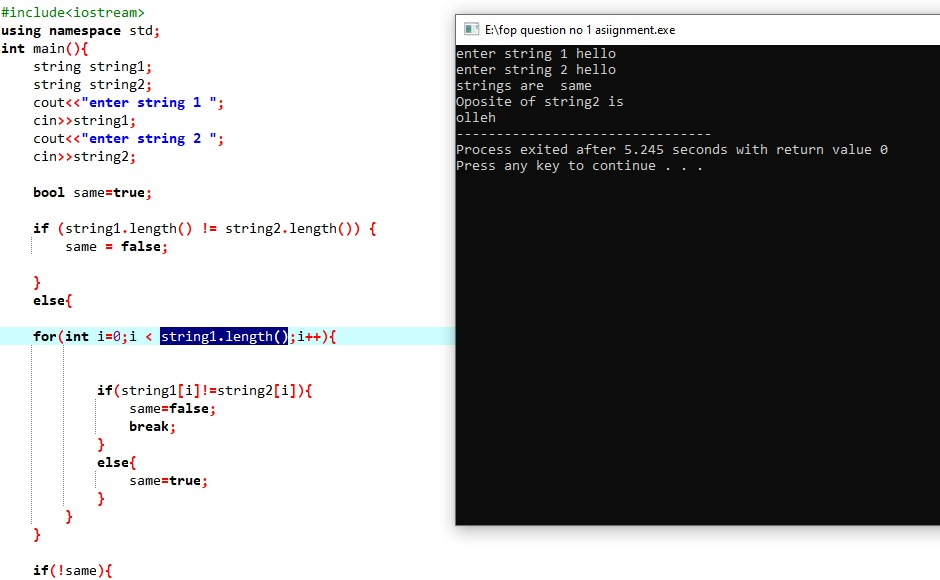 #include<iostream>
using namespace std;
int main(){
    string string1;
    string string2;
    cout<<"enter string 1 ";
    cin>>string1;
    cout<<"enter string 2 ";
    cin>>string2;
    bool same=true;
    if (string1.length() != string2.length()) {
        same = false;
    }
    else{
    for(int i=0;i < string1.length();i++){
            if(string1[i]!=string2[i]){
                same=false;
                break;
            }
            else{
                same=true;
            }
        }
    }
    if(!same){
E:\fop question no 1 asiignment.exe
enter string 1 hello
enter string 2 hello
strings are  same
Oposite of string2 is
olleh
--------------------------------
Process exited after 5.245 seconds with return value 0
Press any key to continue . . .